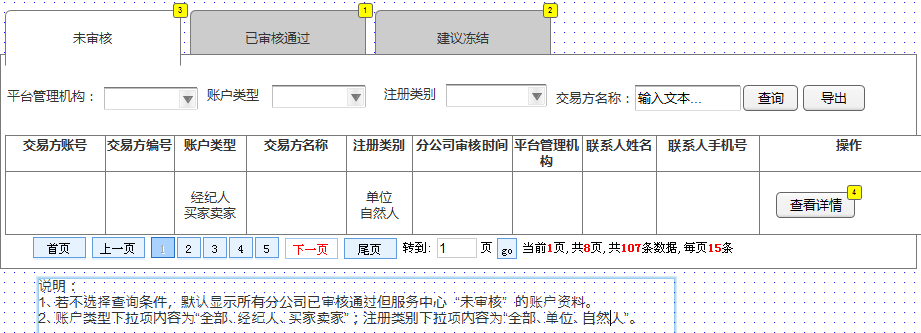 3
1
2
未审核
已审核通过
建议冻结
平台管理机构：
账户类型
注册类别
交易方名称：
输入文本...
查询
导出
交易方账号
交易方编号
账户类型
交易方名称
注册类别
分公司审核时间
平台管理机
构
联系人姓名
联系人手机号
操作
经纪人
买家卖家
单位
自然人
4
查看详情
首页 上一页 1 2 3 4 5 下一页 尾页 转到: 1 页 go 当前1页, 共8页, 共107条数据, 每页15条
说明：
1、若不选择查询条件，默认显示所有分公司已审核通过但服务中心“未审核”的账户资料。
2、账户类型下拉项内容为“全部、经纪人、买家卖家”；注册类别下拉项内容为“全部、单位、自然人”。